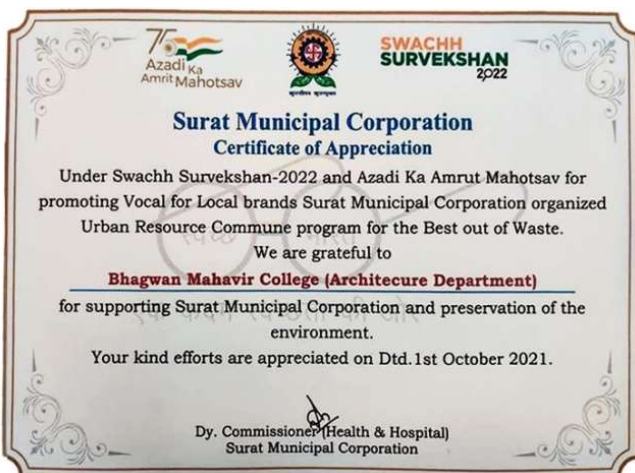 75
Azadi Ka
Amrit Mahotsav
SWACHH
SURVEKSHAN
2022
Surat Municipal Corporation
Certificate of Appreciation
Under Swachh Survekshan-2022 and Azadi Ka Amrut Mahotsav for
promoting Vocal for Local brands Surat Municipal Corporation organized
Urban Resource Commune program for the Best out of Waste.
We are grateful to
Bhagwan Mahavir College (Architecure Department)
for supporting Surat Municipal Corporation and preservation of the
environment.
Your kind efforts are appreciated on Dtd.1st October 2021.
Dy. Commissioner (Health & Hospital)
Surat Municipal Corporation